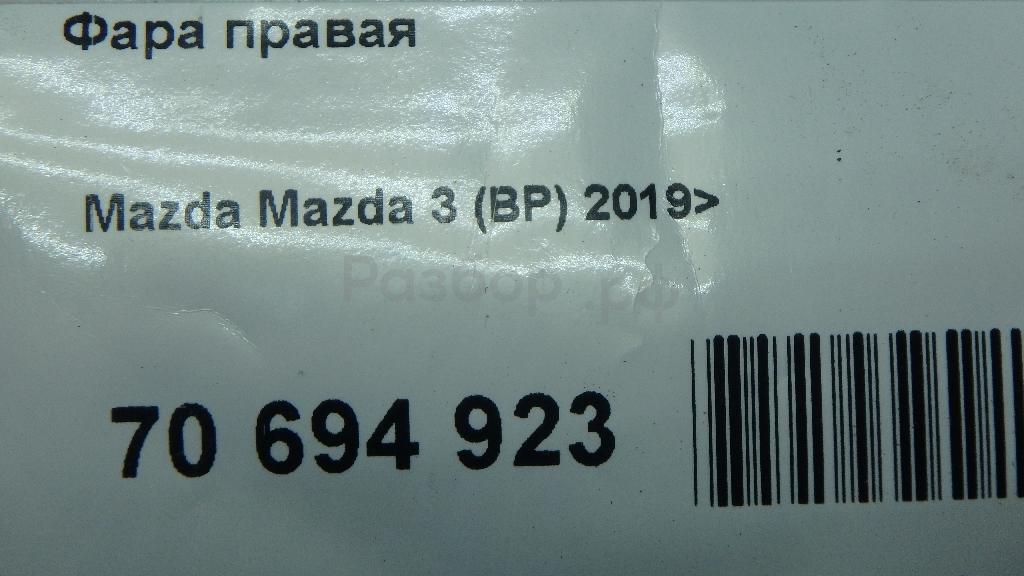 Фара правая
Mazda Mazda 3 (BP) 2019>
Разбор.рф
70 694 923